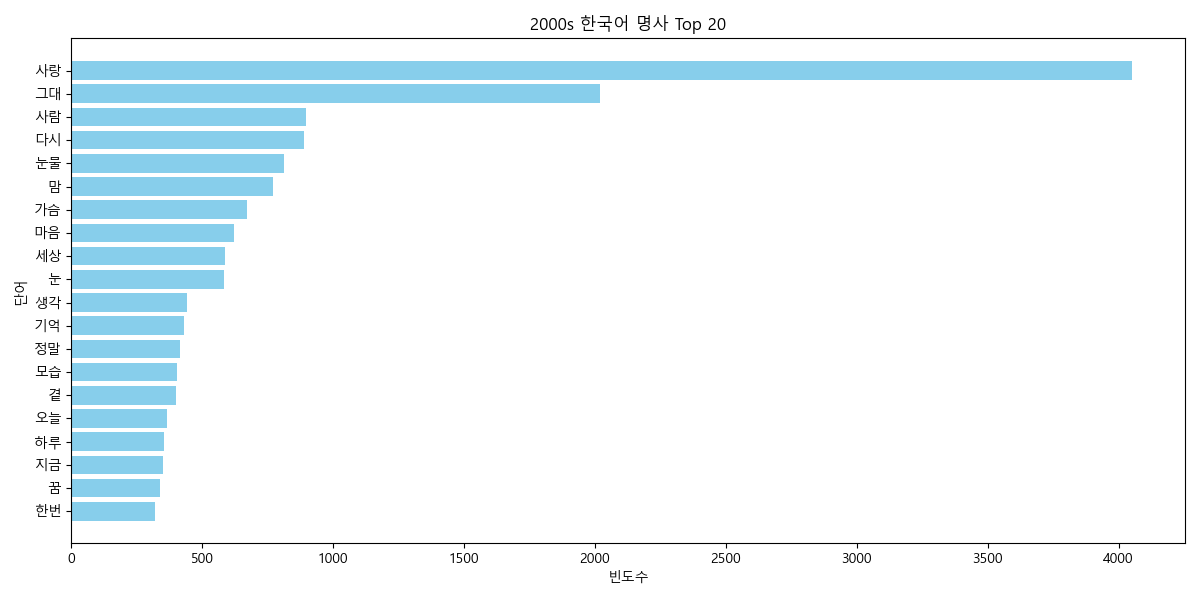 2000s 한국어 명사 Top 20
단어
사랑
그대
사람
다시
눈물
맘
가슴
마음
세상
눈
생각
기억
정말
모습
곁
오늘
하루
지금
꿈
한번
0 500 1000 1500 2000 2500 3000 3500 4000
빈도수